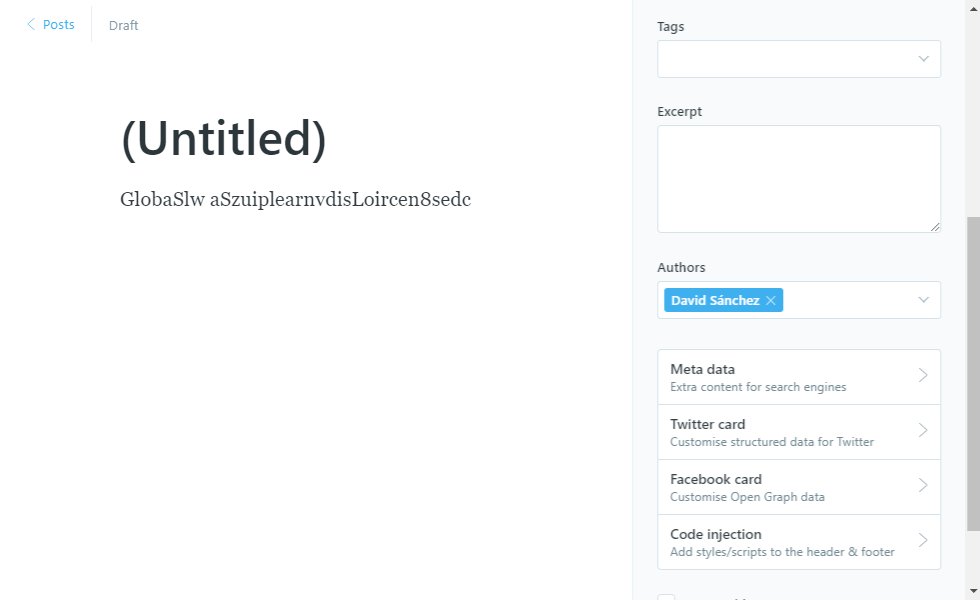 Posts
Draft
(Untitled)
GlobaSlw aSzuiplearnvdisLoircen8sedc
Tags
Excerpt
Authors
David Sánchez
Meta data
Extra content for search engines
Twitter card
Customise structured data for Twitter
Facebook card
Customise Open Graph data
Code injection
Add styles/scripts to the header & footer